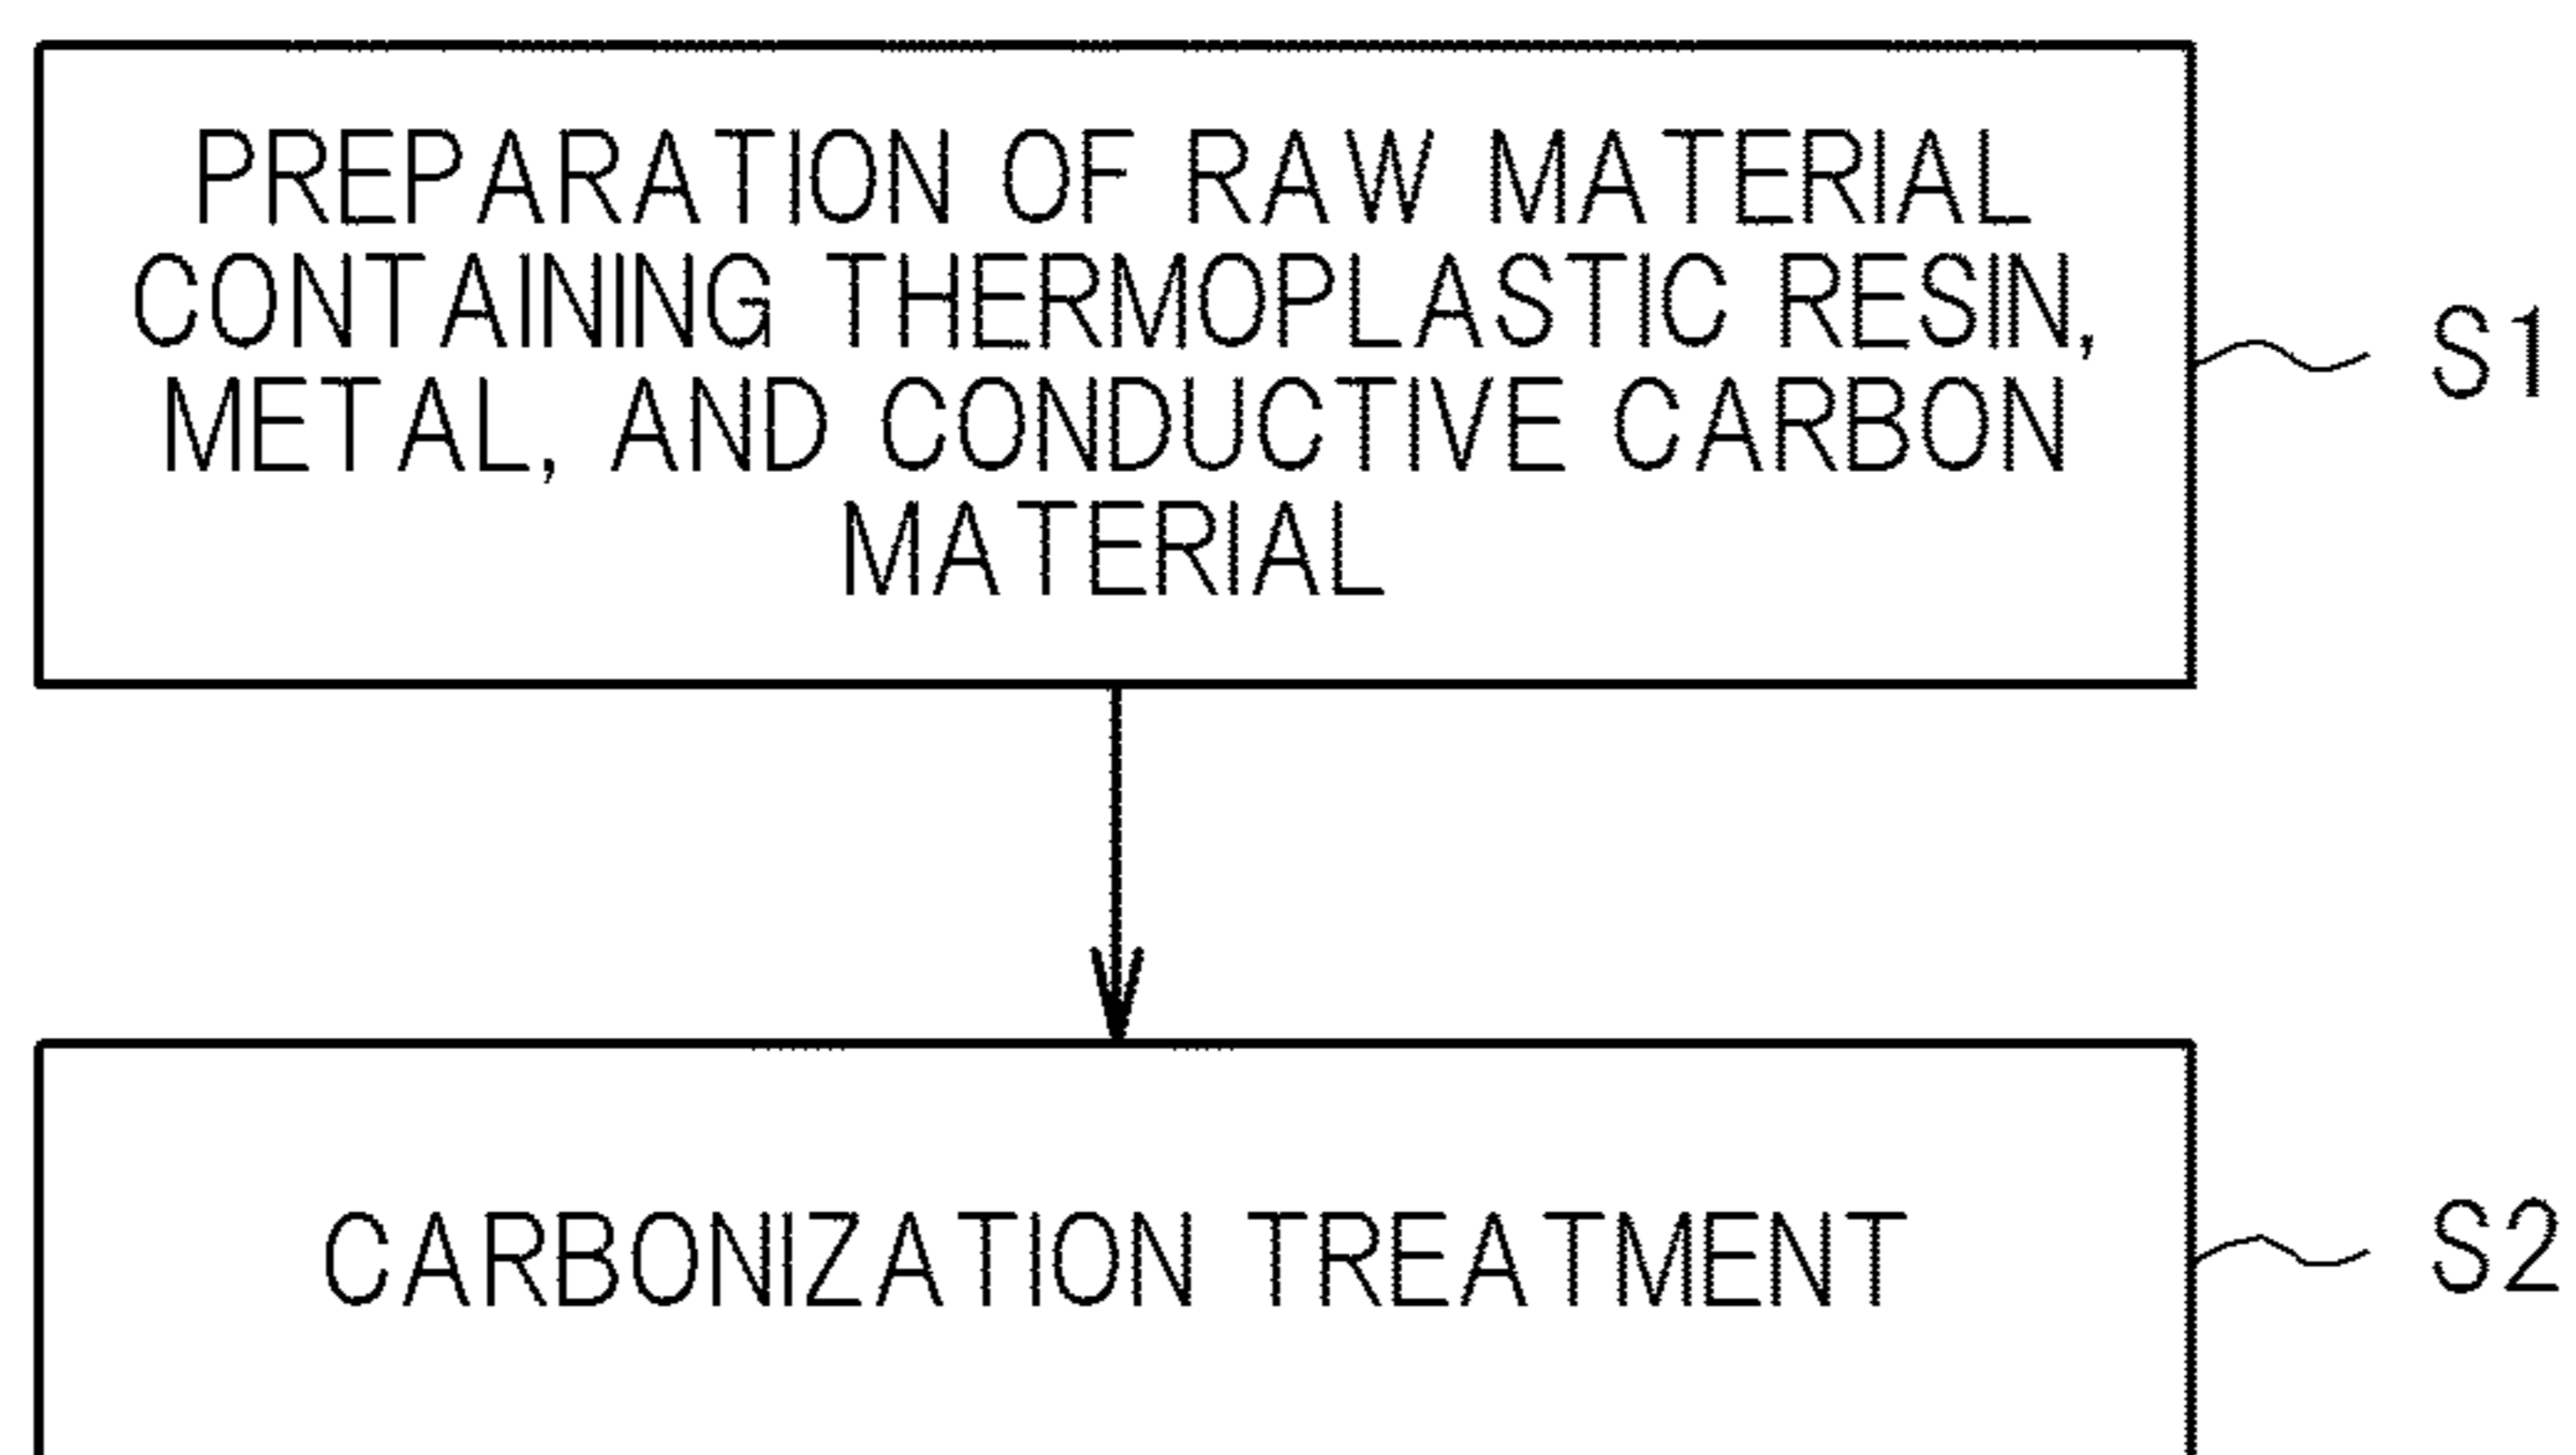 PREPARATION OF RAW MATERIAL
CONTAINING THERMOPLASTIC RESIN,
METAL, AND CONDUCTIVE CARBON
MATERIAL
S1
CARBONIZATION TREATMENT
S2